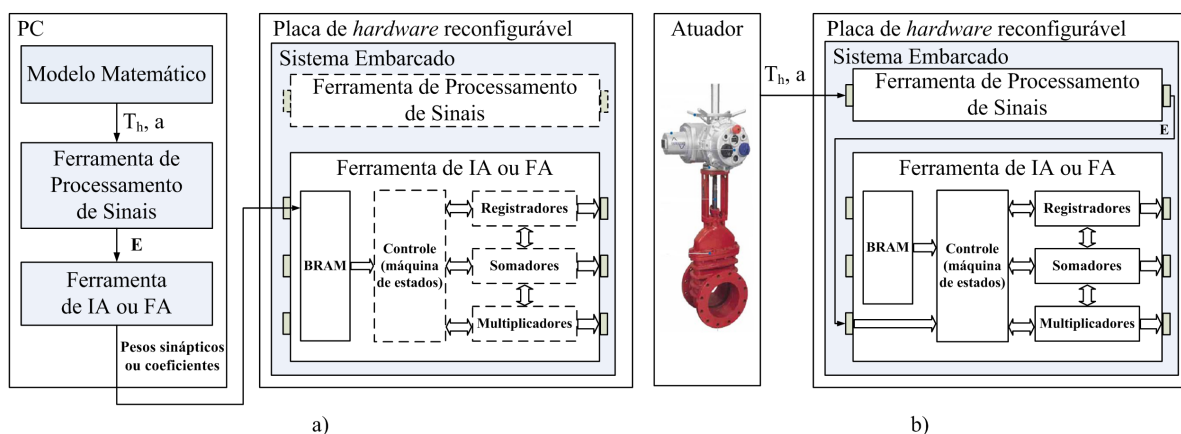 PC
Modelo Matemático
Th, a
Ferramenta de
Processamento
de Sinais
E
Ferramenta
de IA ou FA
Pesos sinápticos
ou coeficientes
Placa de hardware reconfigurável
Sistema Embarcado
Ferramenta de Processamento
de Sinais
Ferramenta de IA ou FA
BRAM
Controle
(máquina
de estados)
Registradores
Somadores
Multiplicadores
a)
Atuador
Th, a
Placa de hardware reconfigurável
Sistema Embarcado
Ferramenta de Processamento
de Sinais
E
Ferramenta de IA ou FA
BRAM
Controle
(máquina
de estados)
Registradores
Somadores
Multiplicadores
b)